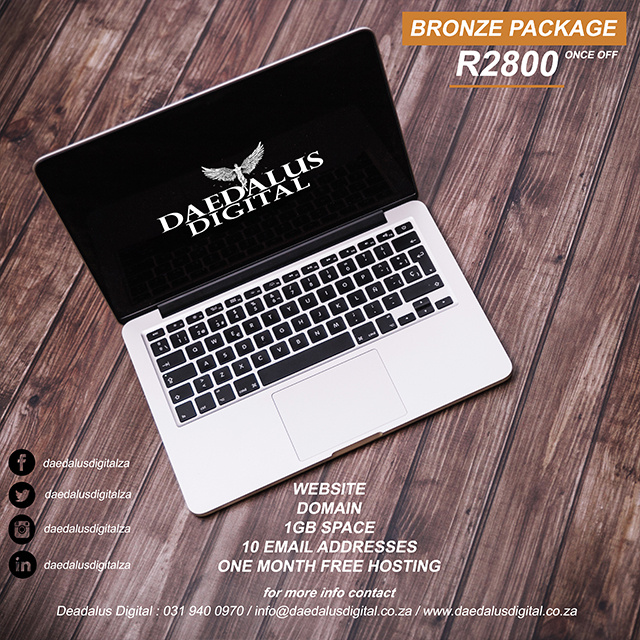 BRONZE PACKAGE
R2800 ONCE OFF
DAEDALUS
DIGITAL
daedalusdigitalza
daedalusdigitalza
daedalusdigitalza
daedalusdigitalza
WEBSITE
DOMAIN
1GB SPACE
10 EMAIL ADDRESSES
ONE MONTH FREE HOSTING
for more info contact
Deadalus Digital : 031 940 0970 / info@daedalusdigital.co.za / www.daedalusdigital.co.za